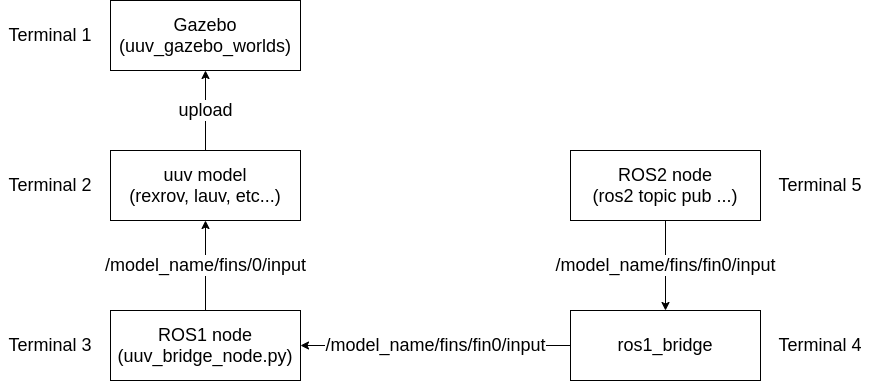 Terminal 1
Gazebo
(uuv_gazebo_worlds)
upload
Terminal 2
uuv model
(rexrov, lauv, etc...)
ROS2 node
(ros2 topic pub ...)
Terminal 5
/model_name/fins/0/input
/model_name/fins/fin0/input
Terminal 3
ROS1 node
(uuv_bridge_node.py)
/model_name/fins/fin0/input
ros1_bridge
Terminal 4